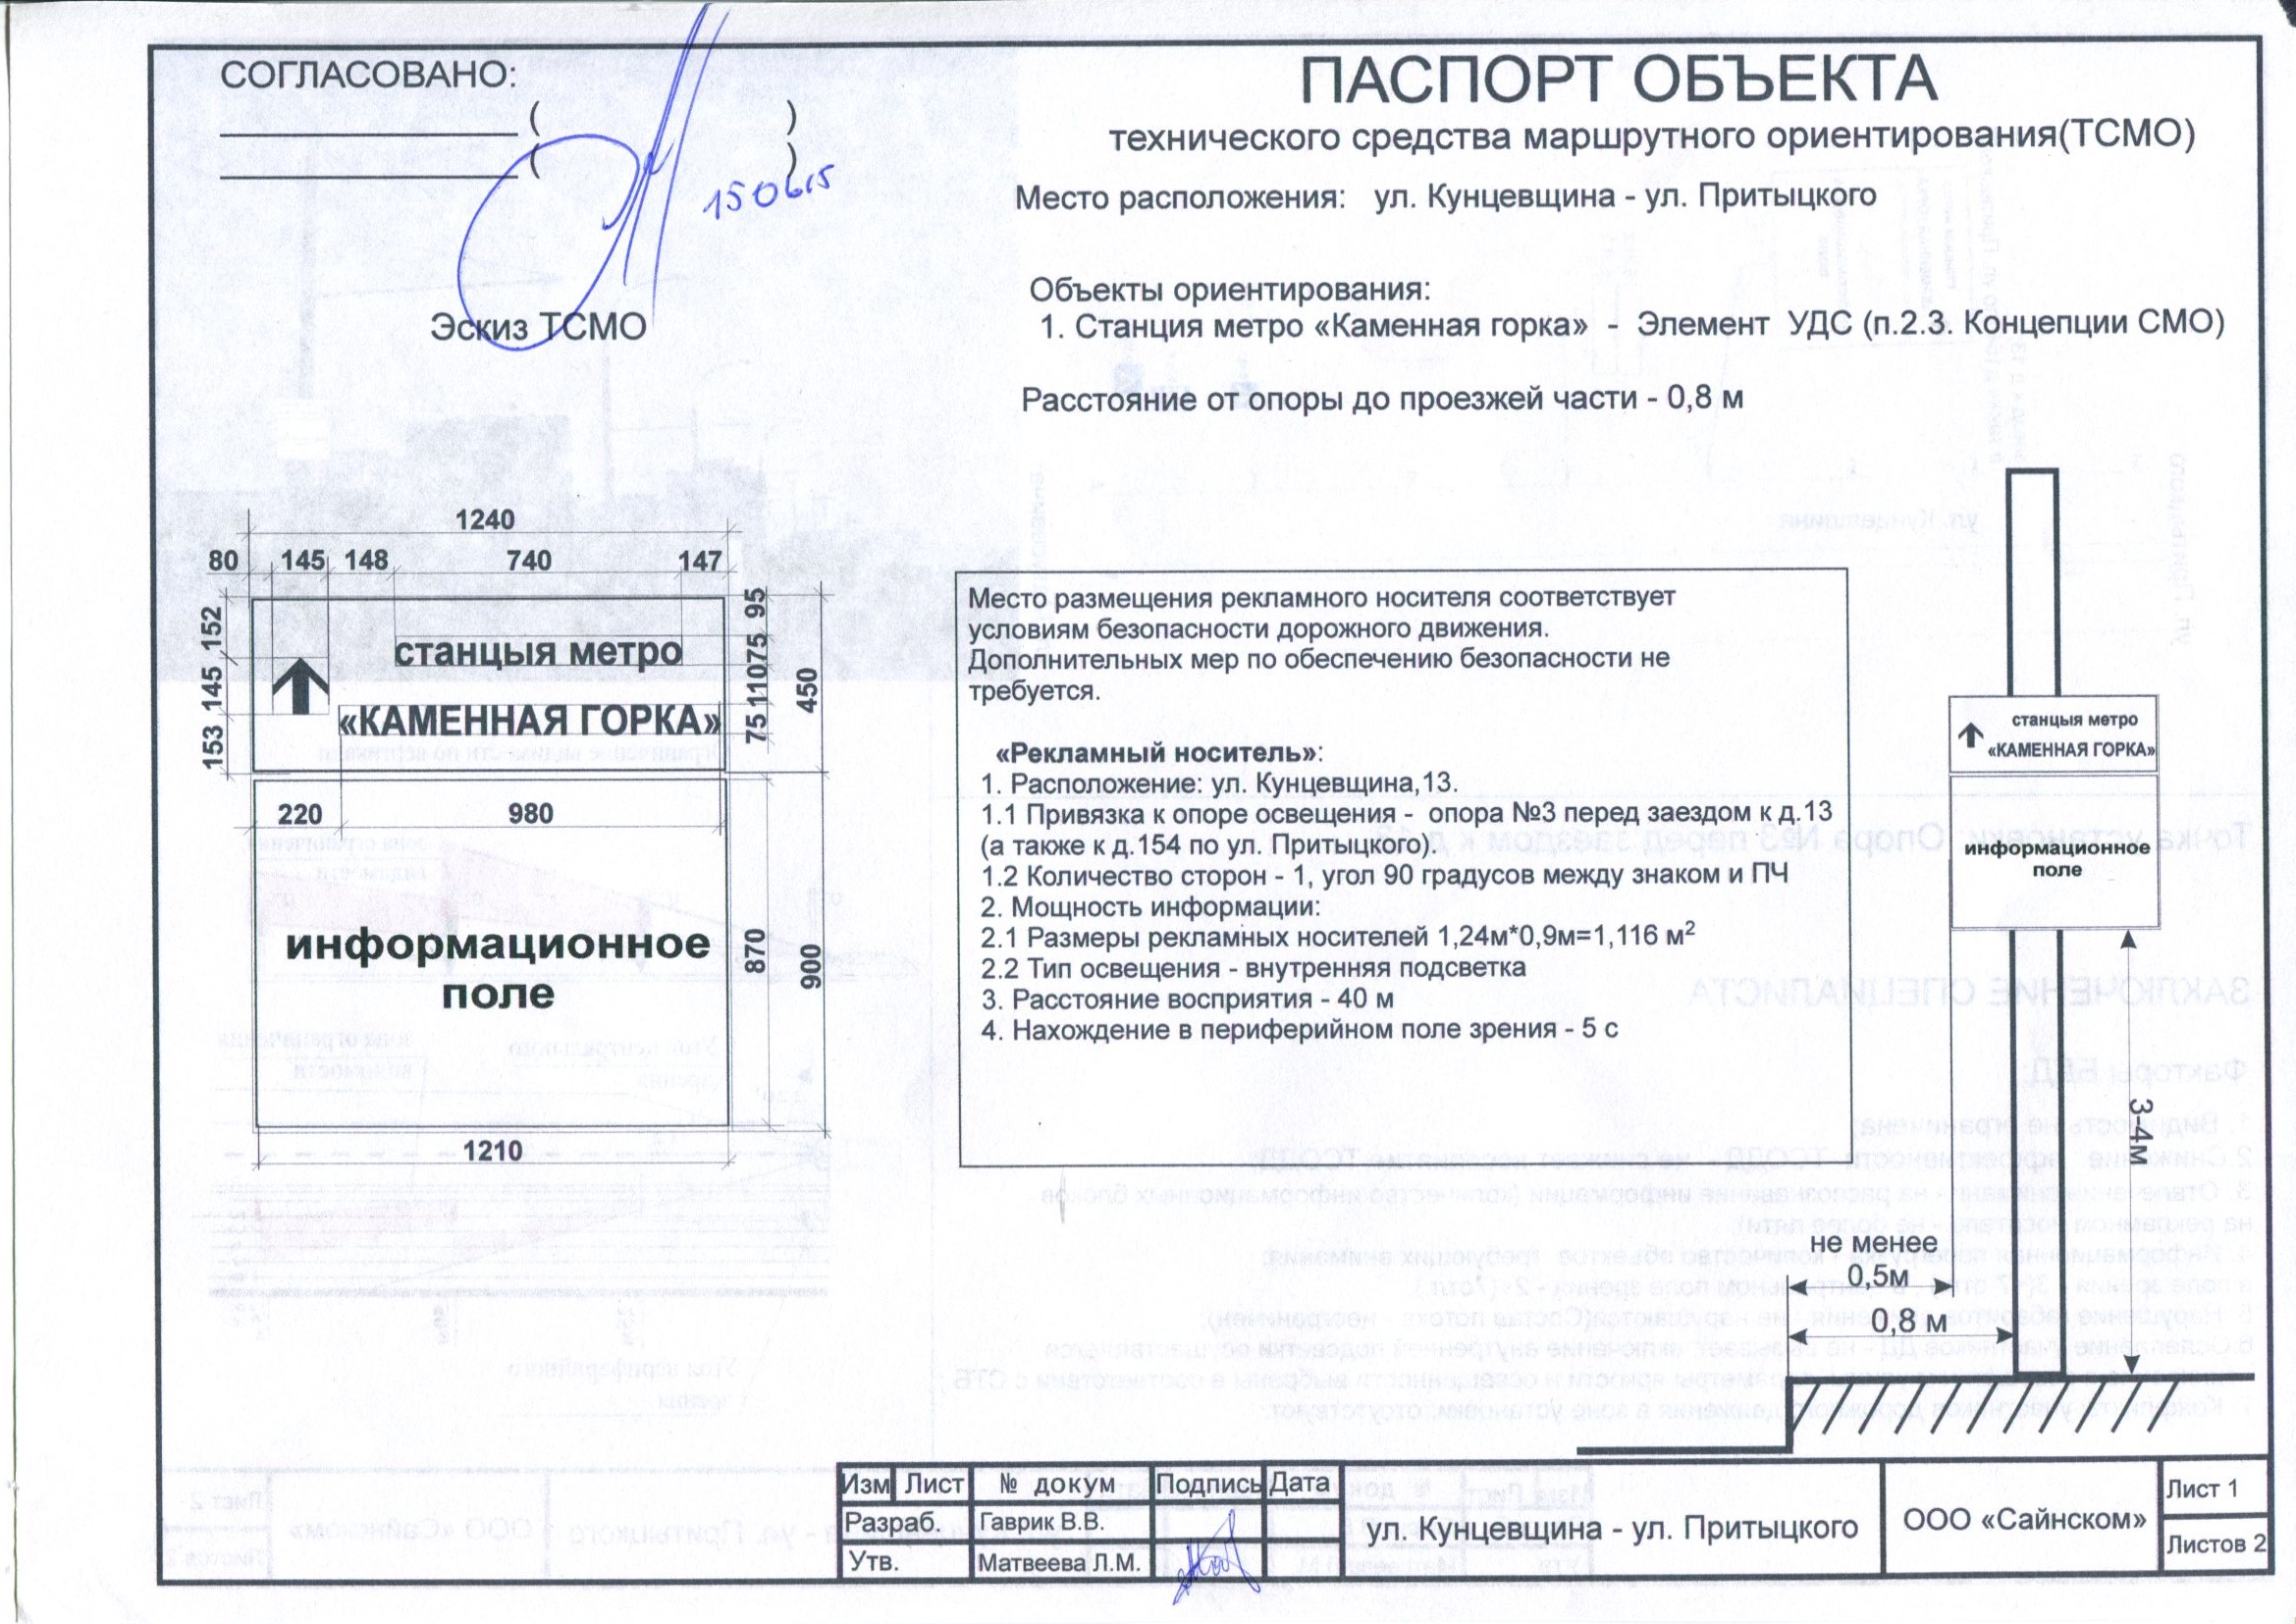 СОГЛАСОВАНО:
( )
( )
150615
Эскиз ТСМО
ПАСПОРТ ОБЪЕКТА
технического средства маршрутного ориентирования(ТСМО)
Место расположения: ул. Кунцевщина - ул. Притыцкого
Объекты ориентирования:
1. Станция метро «Каменная горка» - Элемент УДС (п.2.3. Концепции СМО)
Расстояние от опоры до проезжей части - 0,8 м
1240
80 145 148 740 147
152 145 153
95 75 110 75
450
станцыя метро
«КАМЕННАЯ ГОРКА»
220 980
информационное
поле
870
900
1210
Место размещения рекламного носителя соответствует
условиям безопасности дорожного движения.
Дополнительных мер по обеспечению безопасности не
требуется.
«Рекламный носитель»:
1. Расположение: ул. Кунцевщина,13.
1.1 Привязка к опоре освещения - опора №3 перед заездом к д.13
(а также к д.154 по ул. Притыцкого).
1.2 Количество сторон - 1, угол 90 градусов между знаком и ПЧ
2. Мощность информации:
2.1 Размеры рекламных носителей 1,24м*0,9м=1,116 м²
2.2 Тип освещения - внутренняя подсветка
3. Расстояние восприятия - 40 м
4. Нахождение в периферийном поле зрения - 5 с
станцыя метро
«КАМЕННАЯ ГОРКА»
информационное
поле
3-4м
не менее
0,5м
0,8 м
Изм Лист № докум Подпись Дата
Разраб. Гаврик В.В.
Утв. Матвеева Л.М.
ул. Кунцевщина - ул. Притыцкого
ООО «Сайнском»
Лист 1
Листов 2